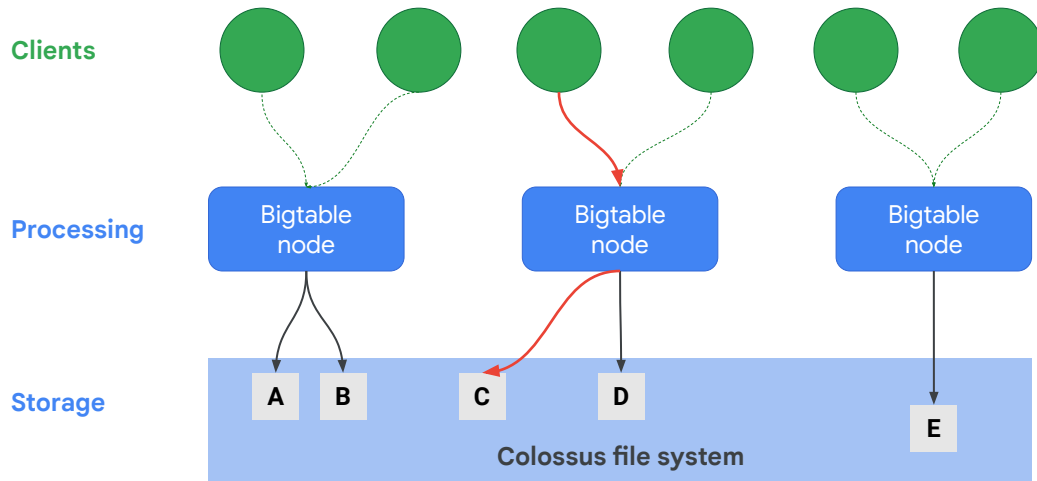 Clients
Processing
Bigtable
node
Bigtable
node
Bigtable
node
Storage
A
B
C
D
E
Colossus file system